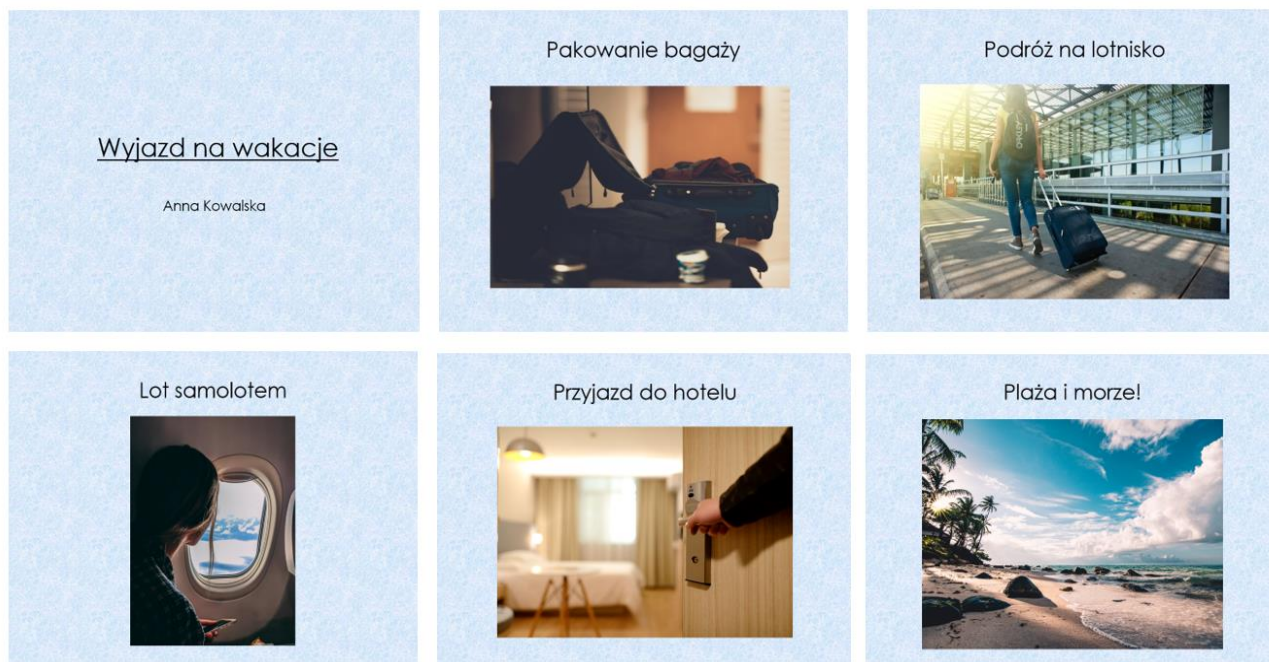 Wyjazd na wakacje
Anna Kowalska
Pakowanie bagaży
Podróż na lotnisko
Lot samolotem
Przyjazd do hotelu
Plaża i morze!